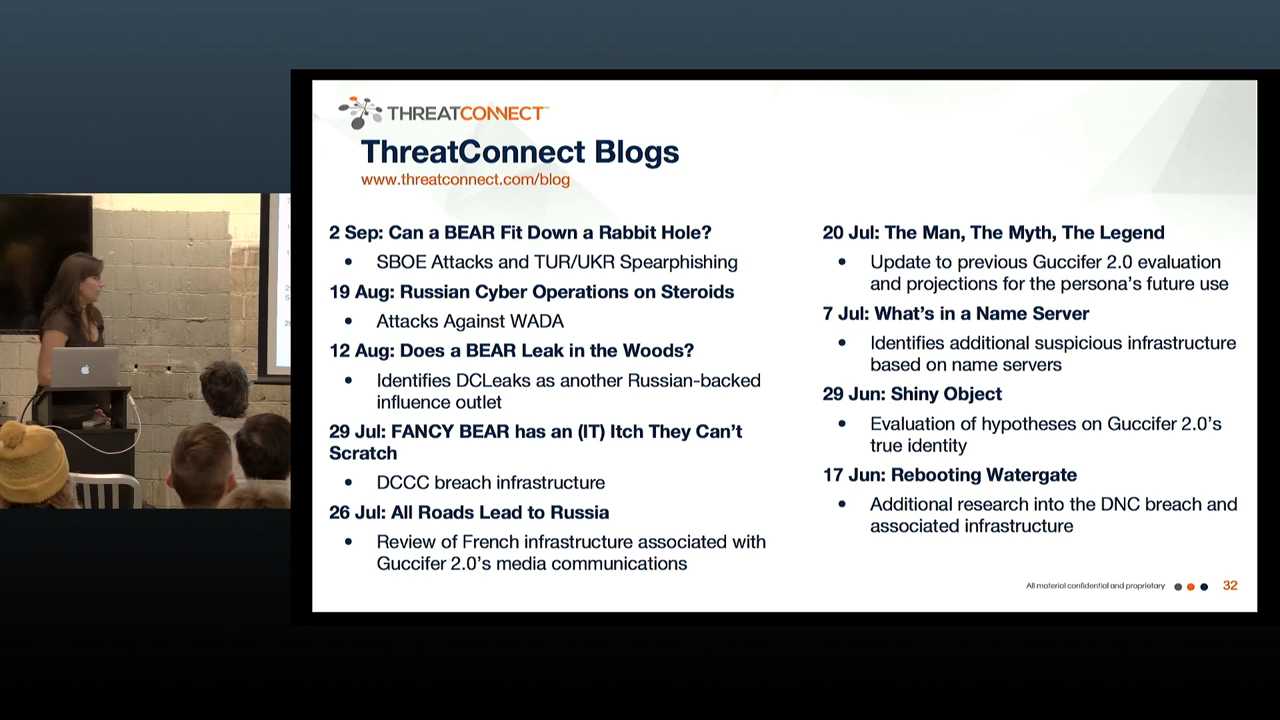 THREATCONNECT™
ThreatConnect Blogs
www.threatconnect.com/blog
2 Sep: Can a BEAR Fit Down a Rabbit Hole?
• SBOE Attacks and TUR/UKR Spearphishing
19 Aug: Russian Cyber Operations on Steroids
• Attacks Against WADA
12 Aug: Does a BEAR Leak in the Woods?
• Identifies DCLeaks as another Russian-backed
influence outlet
29 Jul: FANCY BEAR has an (IT) Itch They Can’t
Scratch
• DCCC breach infrastructure
26 Jul: All Roads Lead to Russia
• Review of French infrastructure associated with
Guccifer 2.0’s media communications
20 Jul: The Man, The Myth, The Legend
• Update to previous Guccifer 2.0 evaluation
and projections for the persona’s future use
7 Jul: What’s in a Name Server
• Identifies additional suspicious infrastructure
based on name servers
29 Jun: Shiny Object
• Evaluation of hypotheses on Guccifer 2.0’s
true identity
17 Jun: Rebooting Watergate
• Additional research into the DNC breach and
associated infrastructure
All material confidential and proprietary
32